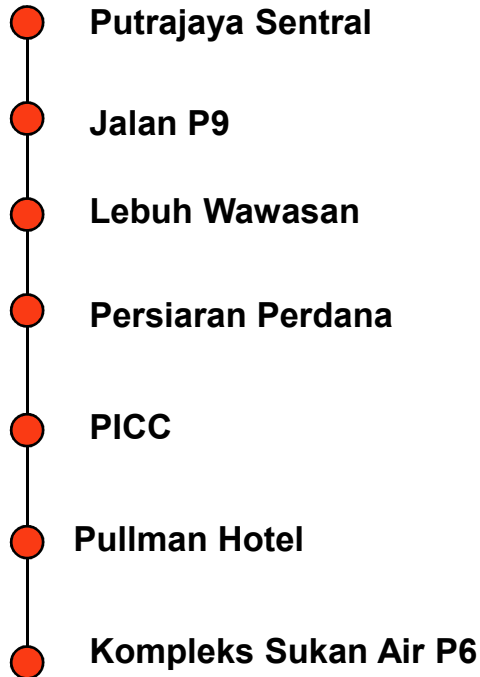 Putrajaya Sentral
Jalan P9
Lebuh Wawasan
Persiaran Perdana
PICC
Pullman Hotel
Kompleks Sukan Air P6